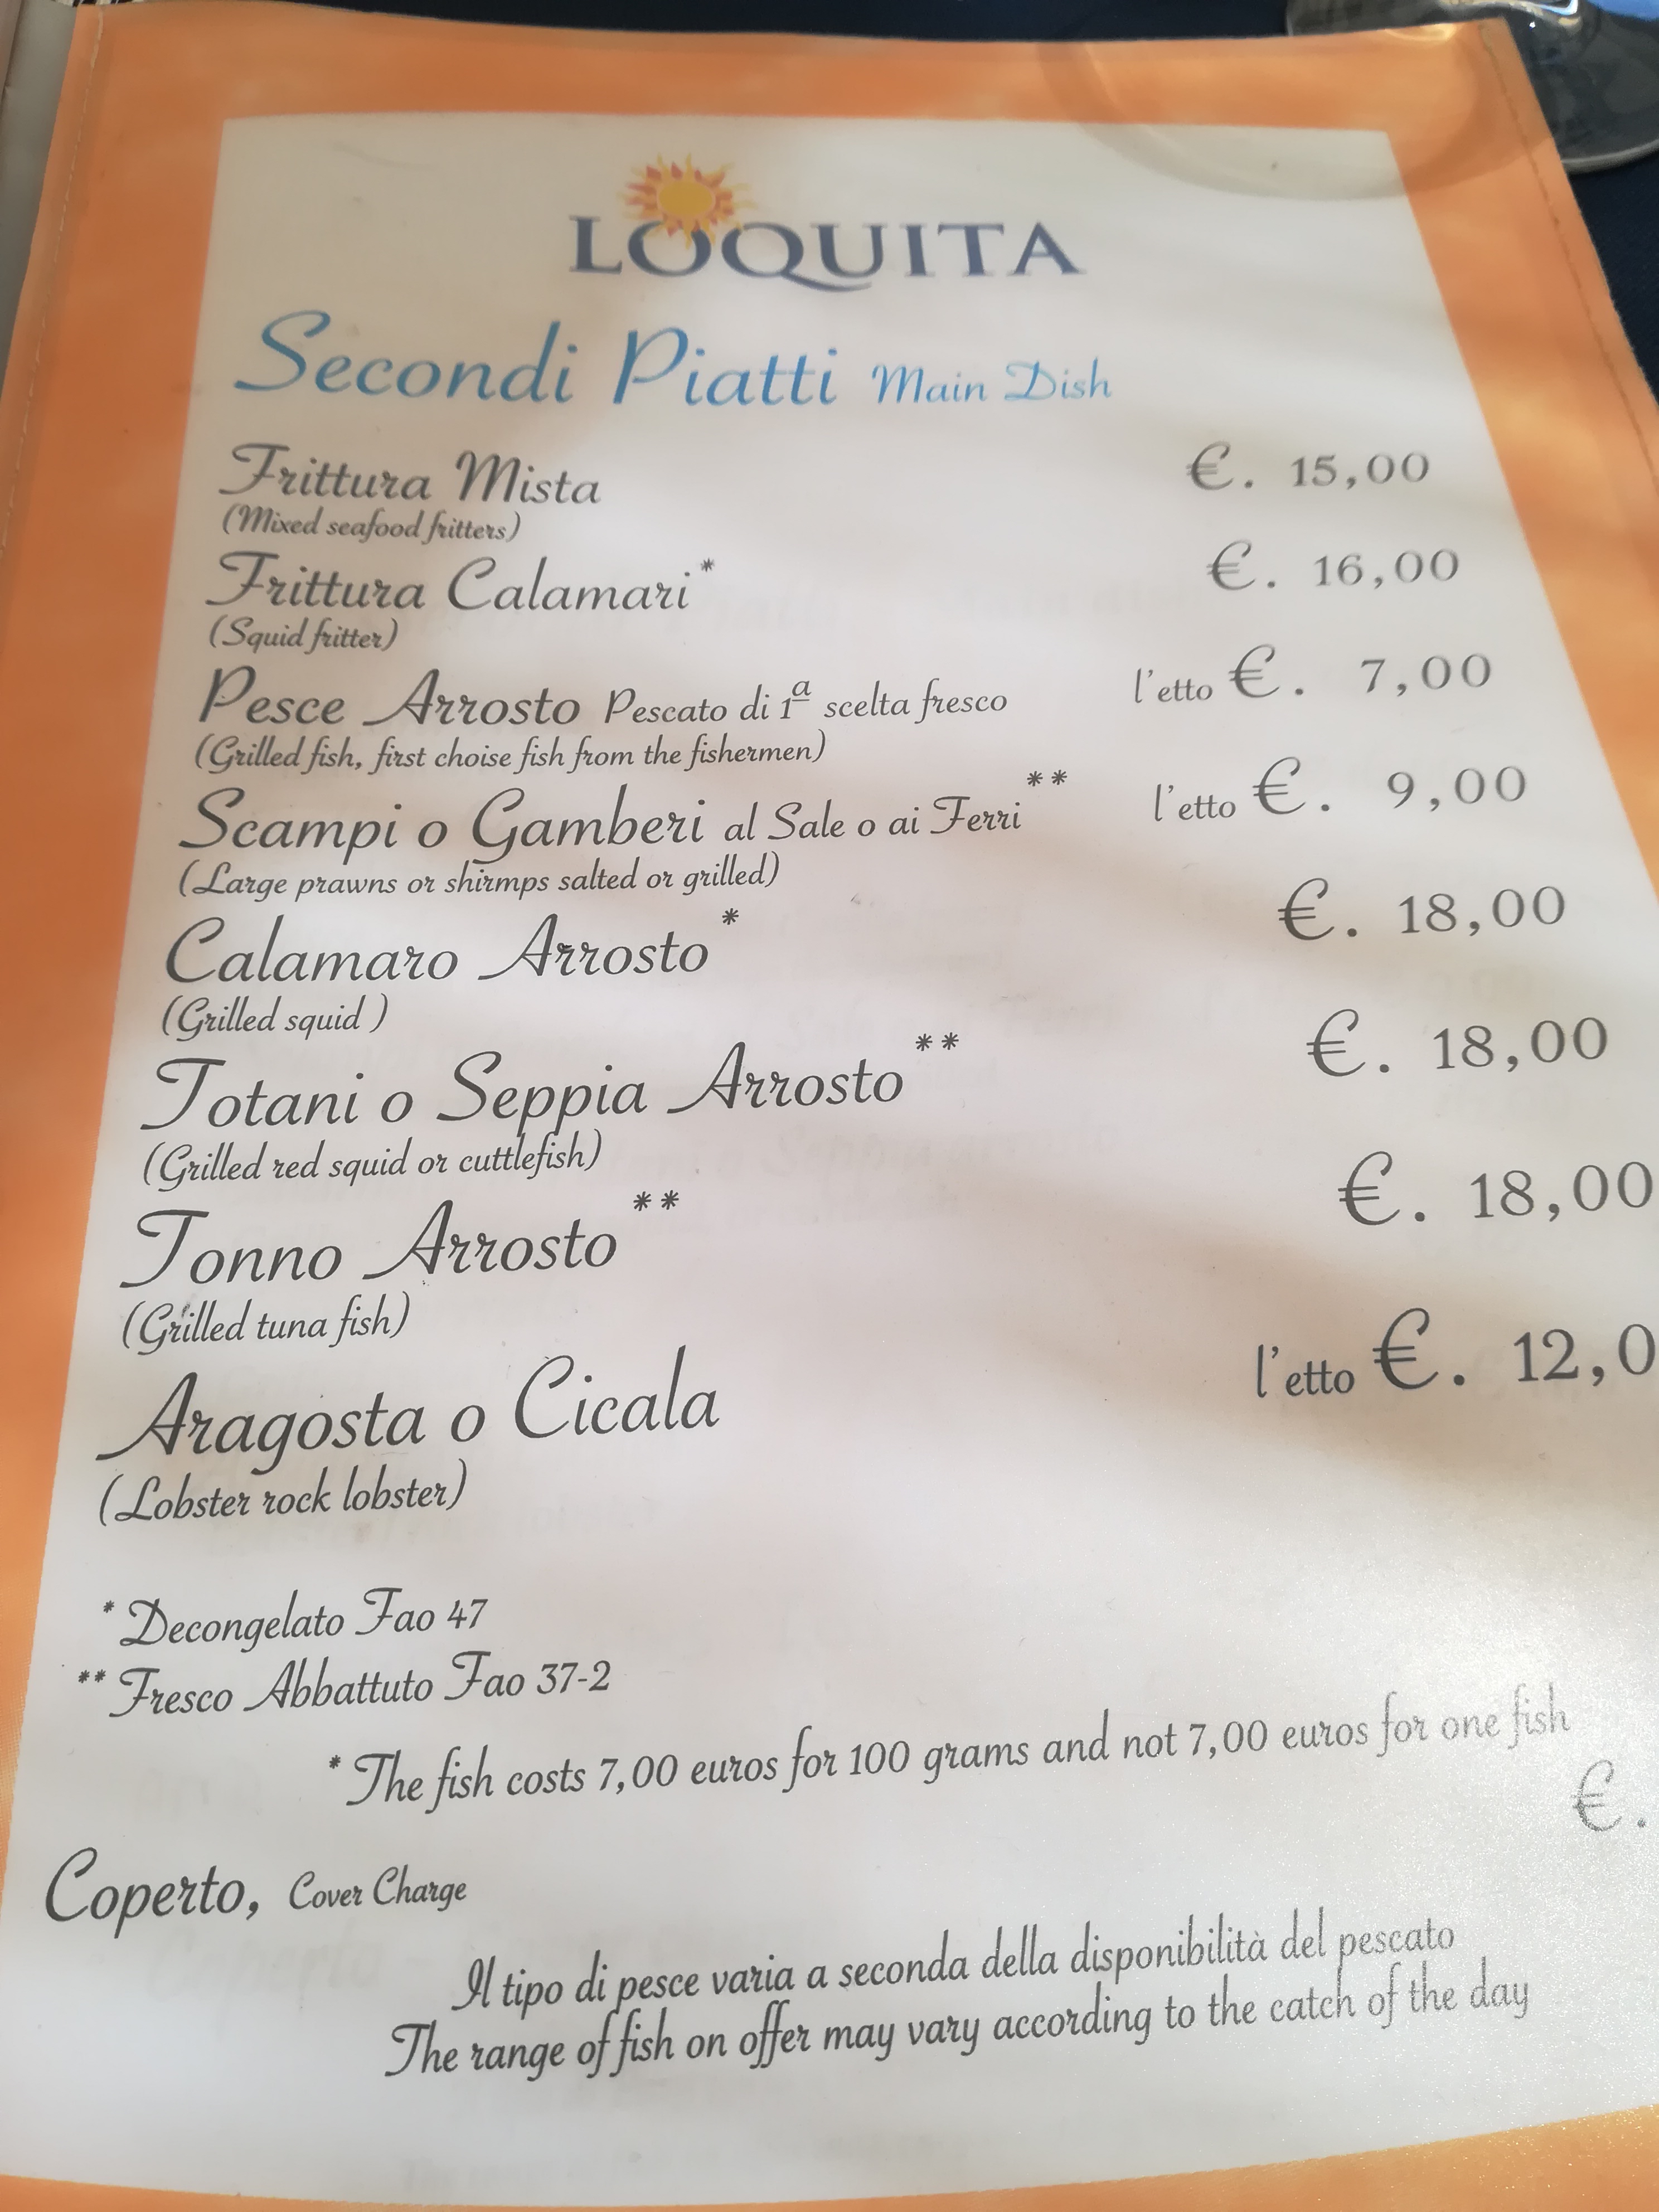 LOQUITA
Secondi Piatti Main Dish
Frittura Mista €. 15,00
(Mixed seafood fritters)
Frittura Calamari* €. 16,00
(Squid fritter)
Pesce Arrosto Pescato di 1ª scelta fresco l'etto €. 7,00
(Grilled fish, first choise fish from the fishermen)
Scampi o Gamberi al Sale o ai Ferri** l'etto €. 9,00
(Large prawns or shirmps salted or grilled)
Calamaro Arrosto* €. 18,00
(Grilled squid )
Totani o Seppia Arrosto** €. 18,00
(Grilled red squid or cuttlefish)
Tonno Arrosto** €. 18,00
(Grilled tuna fish)
Aragosta o Cicala l'etto €. 12,0
(Lobster rock lobster)
* Decongelato Fao 47
** Fresco Abbattuto Fao 37-2
* The fish costs 7,00 euros for 100 grams and not 7,00 euros for one fish
Coperto, Cover Charge €.
Il tipo di pesce varia a seconda della disponibilità del pescato
The range of fish on offer may vary according to the catch of the day